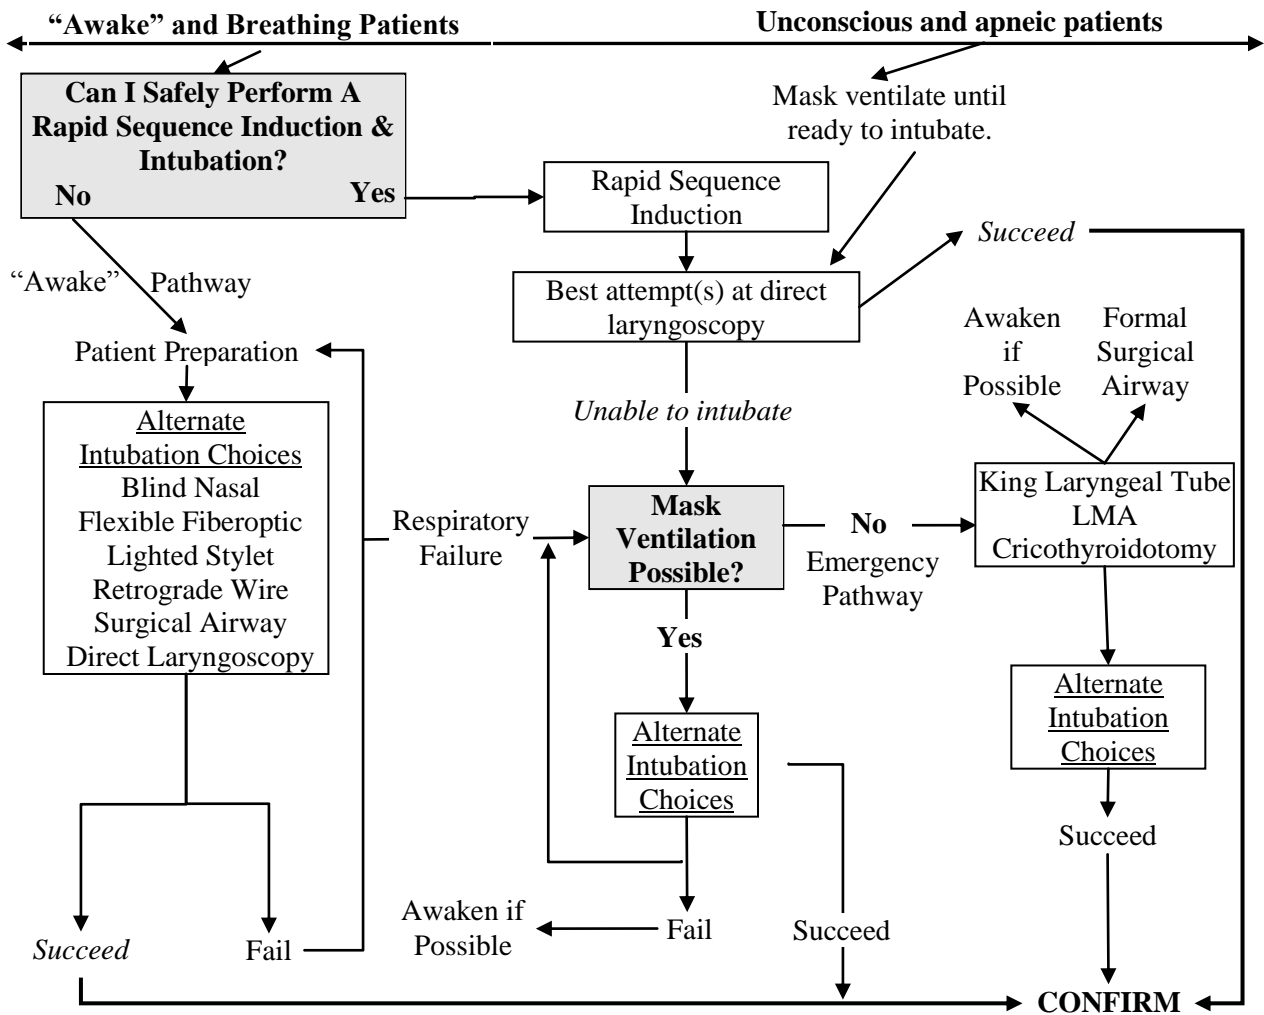 “Awake” and Breathing Patients
Unconscious and apneic patients
Can I Safely Perform A
Rapid Sequence Induction &
Intubation?
No
Yes
Mask ventilate until
ready to intubate.
Rapid Sequence
Induction
Succeed
“Awake” Pathway
Best attempt(s) at direct
laryngoscopy
Awaken
if
Possible
Formal
Surgical
Airway
Patient Preparation
Unable to intubate
Alternate
Intubation Choices
Blind Nasal
Flexible Fiberoptic
Lighted Stylet
Retrograde Wire
Surgical Airway
Direct Laryngoscopy
Respiratory
Failure
Mask
Ventilation
Possible?
No
Emergency
Pathway
King Laryngeal Tube
LMA
Cricothyroidotomy
Yes
Alternate
Intubation
Choices
Alternate
Intubation
Choices
Succeed
Awaken if
Possible
Fail
Succeed
Succeed
Fail
CONFIRM